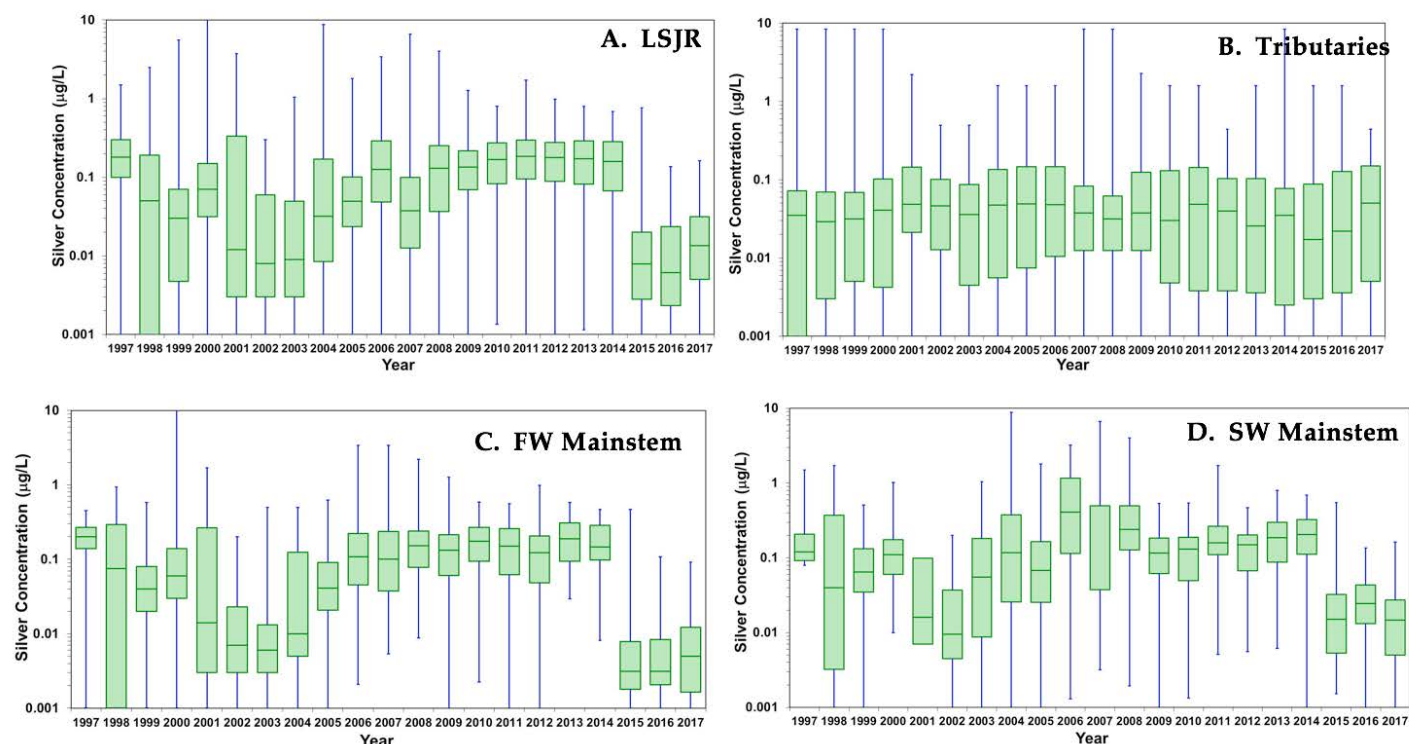 A. LSJR
Silver Concentration (µg/L)
10
1
0.1
0.01
0.001
1997 1998 1999 2000 2001 2002 2003 2004 2005 2006 2007 2008 2009 2010 2011 2012 2013 2014 2015 2016 2017
Year
B. Tributaries
Silver Concentration (µg/L)
10
1
0.1
0.01
0.001
1997 1998 1999 2000 2001 2002 2003 2004 2005 2006 2007 2008 2009 2010 2011 2012 2013 2014 2015 2016 2017
Year
C. FW Mainstem
Silver Concentration (µg/L)
10
1
0.1
0.01
0.001
1997 1998 1999 2000 2001 2002 2003 2004 2005 2006 2007 2008 2009 2010 2011 2012 2013 2014 2015 2016 2017
Year
D. SW Mainstem
Silver Concentration (µg/L)
10
1
0.1
0.01
0.001
1997 1998 1999 2000 2001 2002 2003 2004 2005 2006 2007 2008 2009 2010 2011 2012 2013 2014 2015 2016 2017
Year